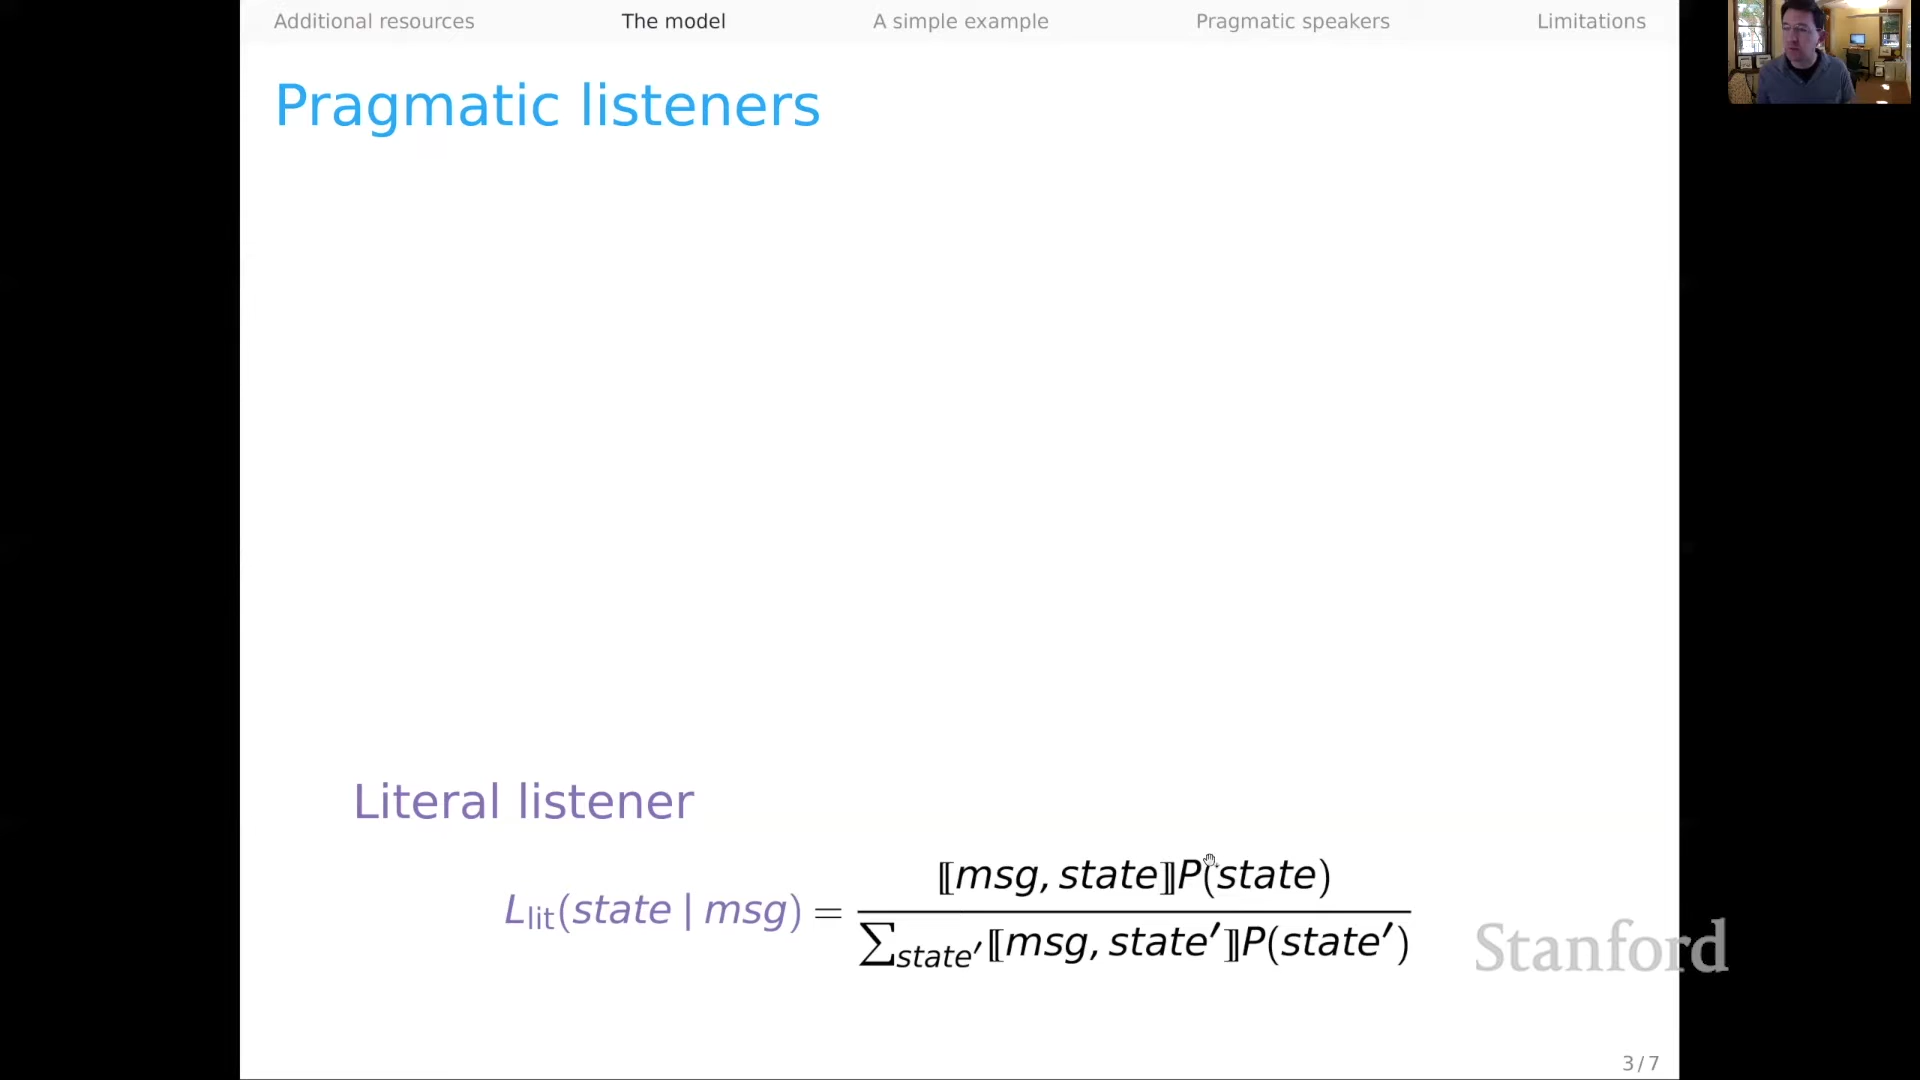 Additional resources The model A simple example Pragmatic speakers Limitations
Pragmatic listeners
Literal listener
L_lit(state | msg) = ⟦msg, state⟧P(state) / ∑_state′ ⟦msg, state′⟧P(state′)
Stanford
3 / 7